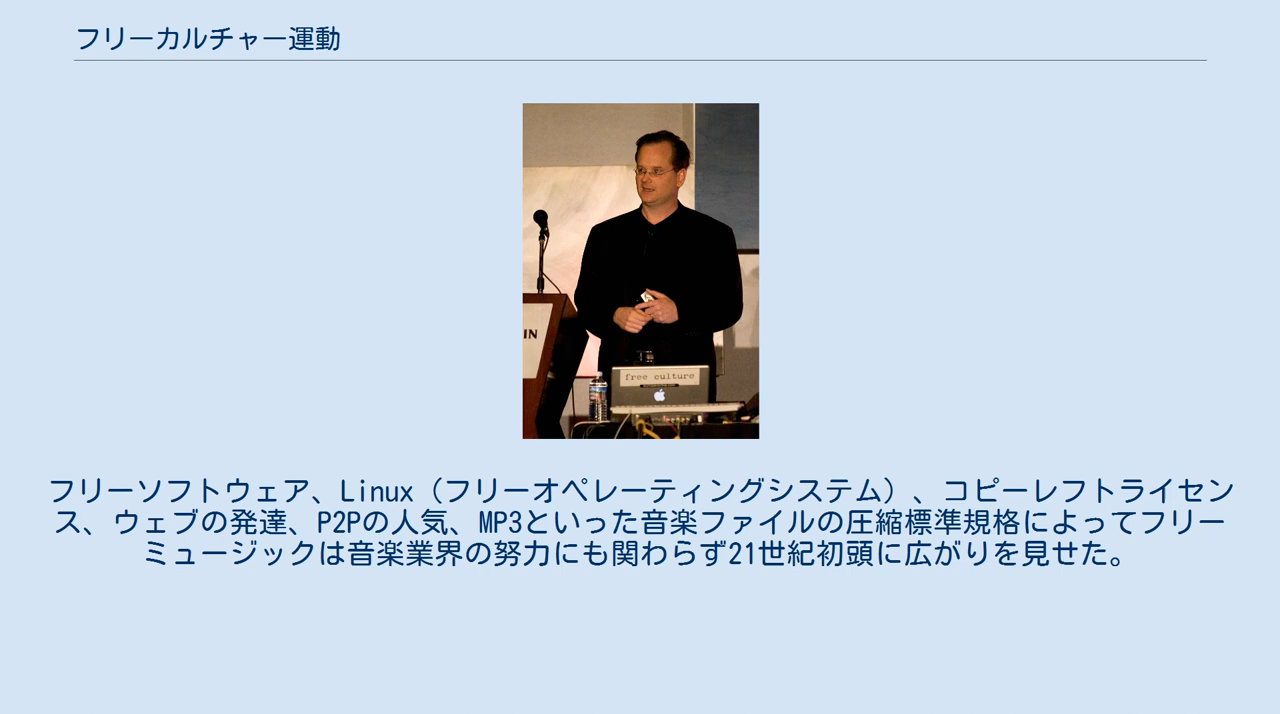 フリーカルチャー運動
IN
free culture
フリーソフトウェア、Linux（フリーオペレーティングシステム）、コピーレフトライセン
ス、ウェブの発達、P2Pの人気、MP3といった音楽ファイルの圧縮標準規格によってフリー
ミュージックは音楽業界の努力にも関わらず21世紀初頭に広がりを見せた。